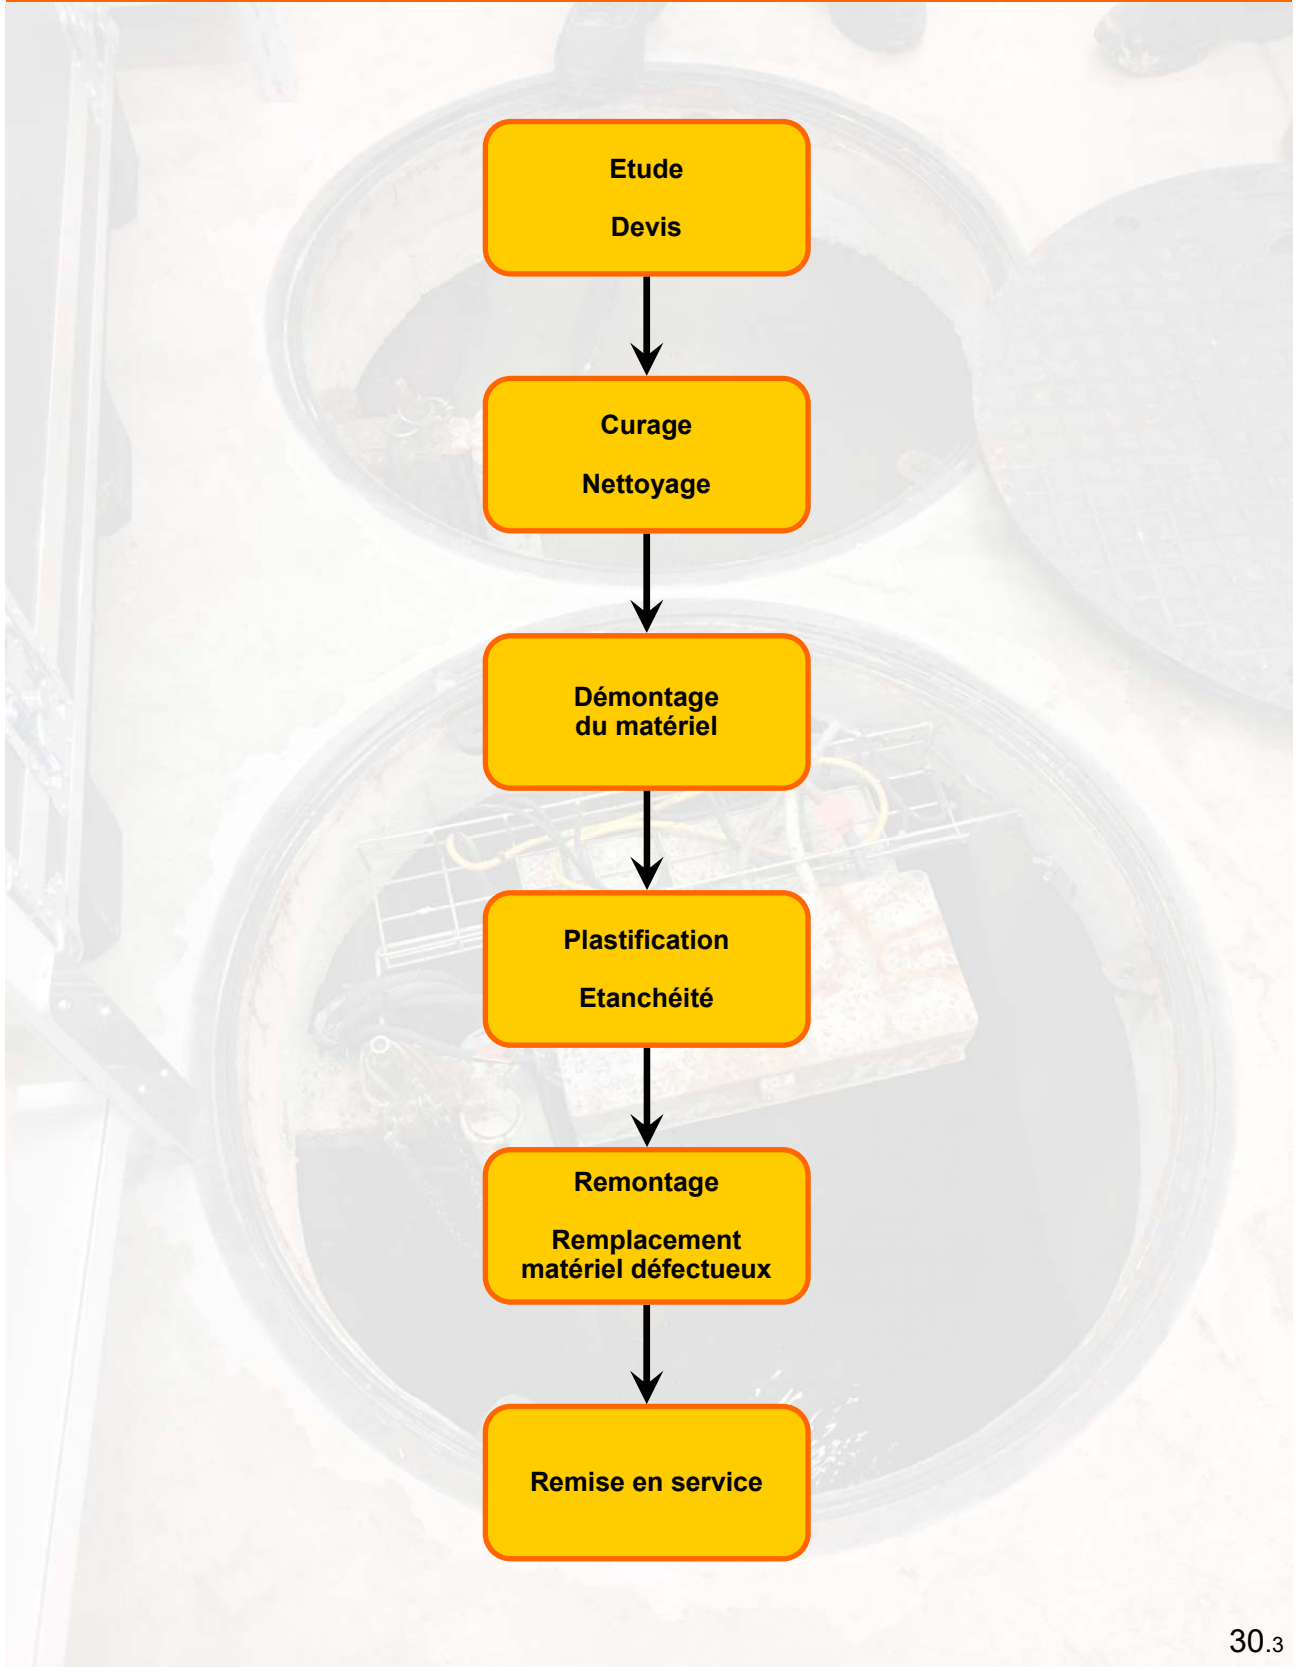 Etude
Devis
Curage
Nettoyage
Démontage
du matériel
Plastification
Etanchéité
Remontage
Remplacement
matériel défectueux
Remise en service
30.3